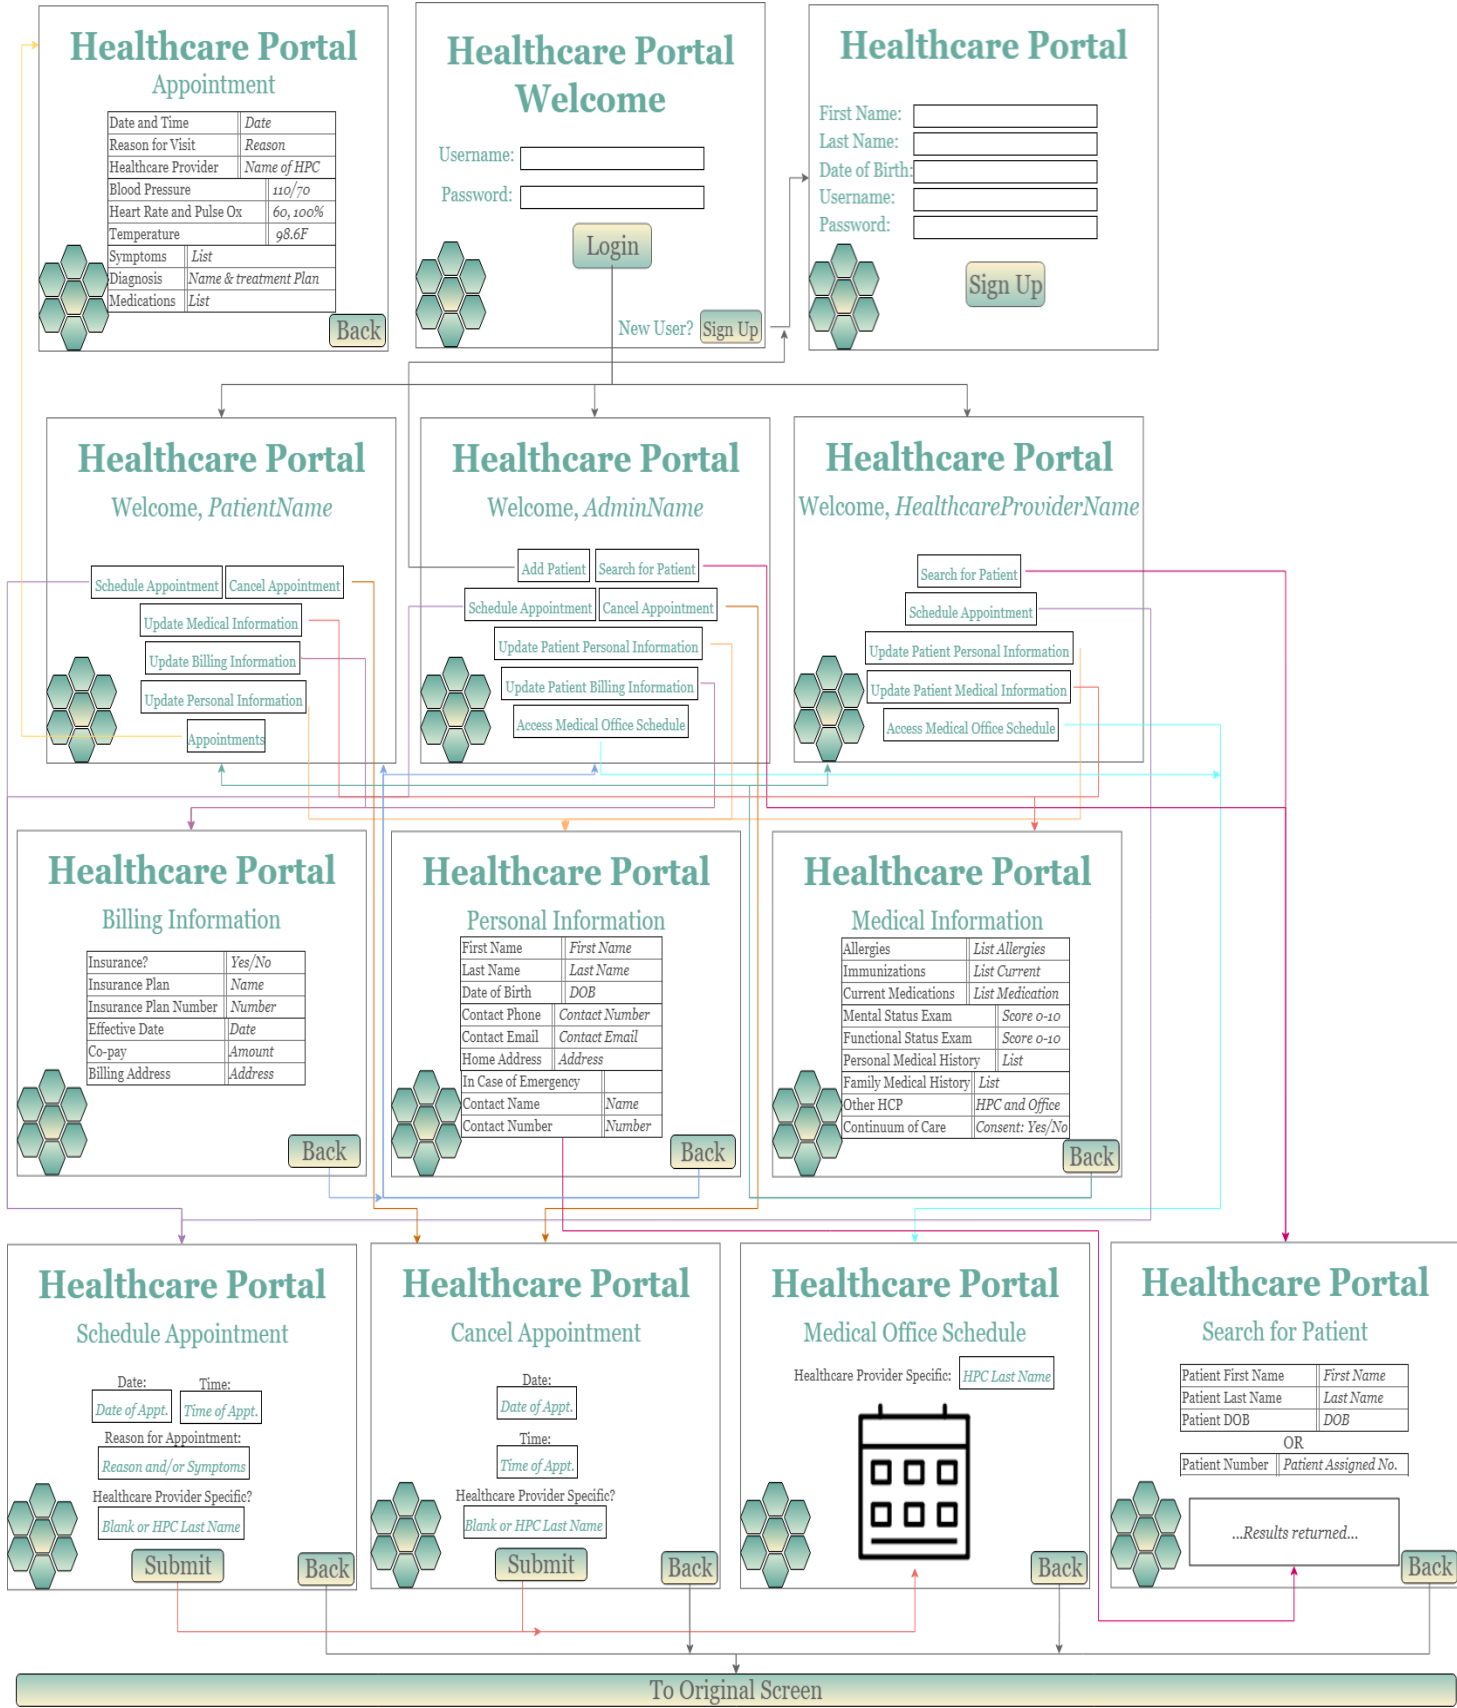 Healthcare Portal
Appointment
Date and Time Date
Reason for Visit Reason
Healthcare Provider Name of HPC
Blood Pressure 110/70
Heart Rate and Pulse Ox 60, 100%
Temperature 98.6F
Symptoms List
Diagnosis Name & treatment Plan
Medications List
Back
Healthcare Portal
Welcome
Username:
Password:
Login
New User? Sign Up
Healthcare Portal
First Name:
Last Name:
Date of Birth:
Username:
Password:
Sign Up
Healthcare Portal
Welcome, PatientName
Schedule Appointment Cancel Appointment
Update Medical Information
Update Billing Information
Update Personal Information
Appointments
Healthcare Portal
Welcome, AdminName
Add Patient Search for Patient
Schedule Appointment Cancel Appointment
Update Patient Personal Information
Update Patient Billing Information
Access Medical Office Schedule
Healthcare Portal
Welcome, HealthcareProviderName
Search for Patient
Schedule Appointment
Update Patient Personal Information
Update Patient Medical Information
Access Medical Office Schedule
Healthcare Portal
Billing Information
Insurance? Yes/No
Insurance Plan Name
Insurance Plan Number Number
Effective Date Date
Co-pay Amount
Billing Address Address
Back
Healthcare Portal
Personal Information
First Name First Name
Last Name Last Name
Date of Birth DOB
Contact Phone Contact Number
Contact Email Contact Email
Home Address Address
In Case of Emergency
Contact Name Name
Contact Number Number
Back
Healthcare Portal
Medical Information
Allergies List Allergies
Immunizations List Current
Current Medications List Medication
Mental Status Exam Score 0-10
Functional Status Exam Score 0-10
Personal Medical History List
Family Medical History List
Other HCP HPC and Office
Continuum of Care Consent: Yes/No
Back
Healthcare Portal
Schedule Appointment
Date: Time:
Date of Appt. Time of Appt.
Reason for Appointment:
Reason and/or Symptoms
Healthcare Provider Specific?
Blank or HPC Last Name
Submit
Back
Healthcare Portal
Cancel Appointment
Date:
Date of Appt.
Time:
Time of Appt.
Healthcare Provider Specific?
Blank or HPC Last Name
Submit
Back
Healthcare Portal
Medical Office Schedule
Healthcare Provider Specific: HPC Last Name
Back
Healthcare Portal
Search for Patient
Patient First Name First Name
Patient Last Name Last Name
Patient DOB DOB
OR
Patient Number Patient Assigned No.
...Results returned...
Back
To Original Screen